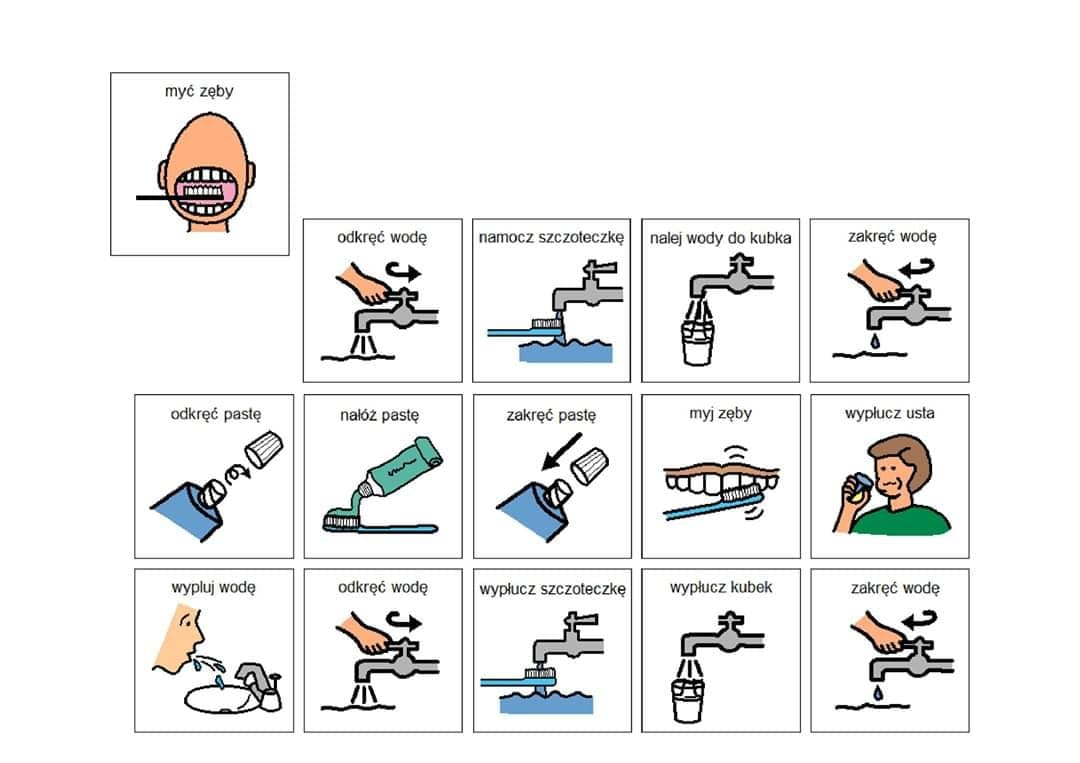 myć zęby
odkręć wodę
namocz szczoteczkę
nalej wody do kubka
zakręć wodę
odkręć pastę
nałóż pastę
zakręć pastę
myj zęby
wypłucz usta
wypluj wodę
odkręć wodę
wypłucz szczoteczkę
wypłucz kubek
zakręć wodę